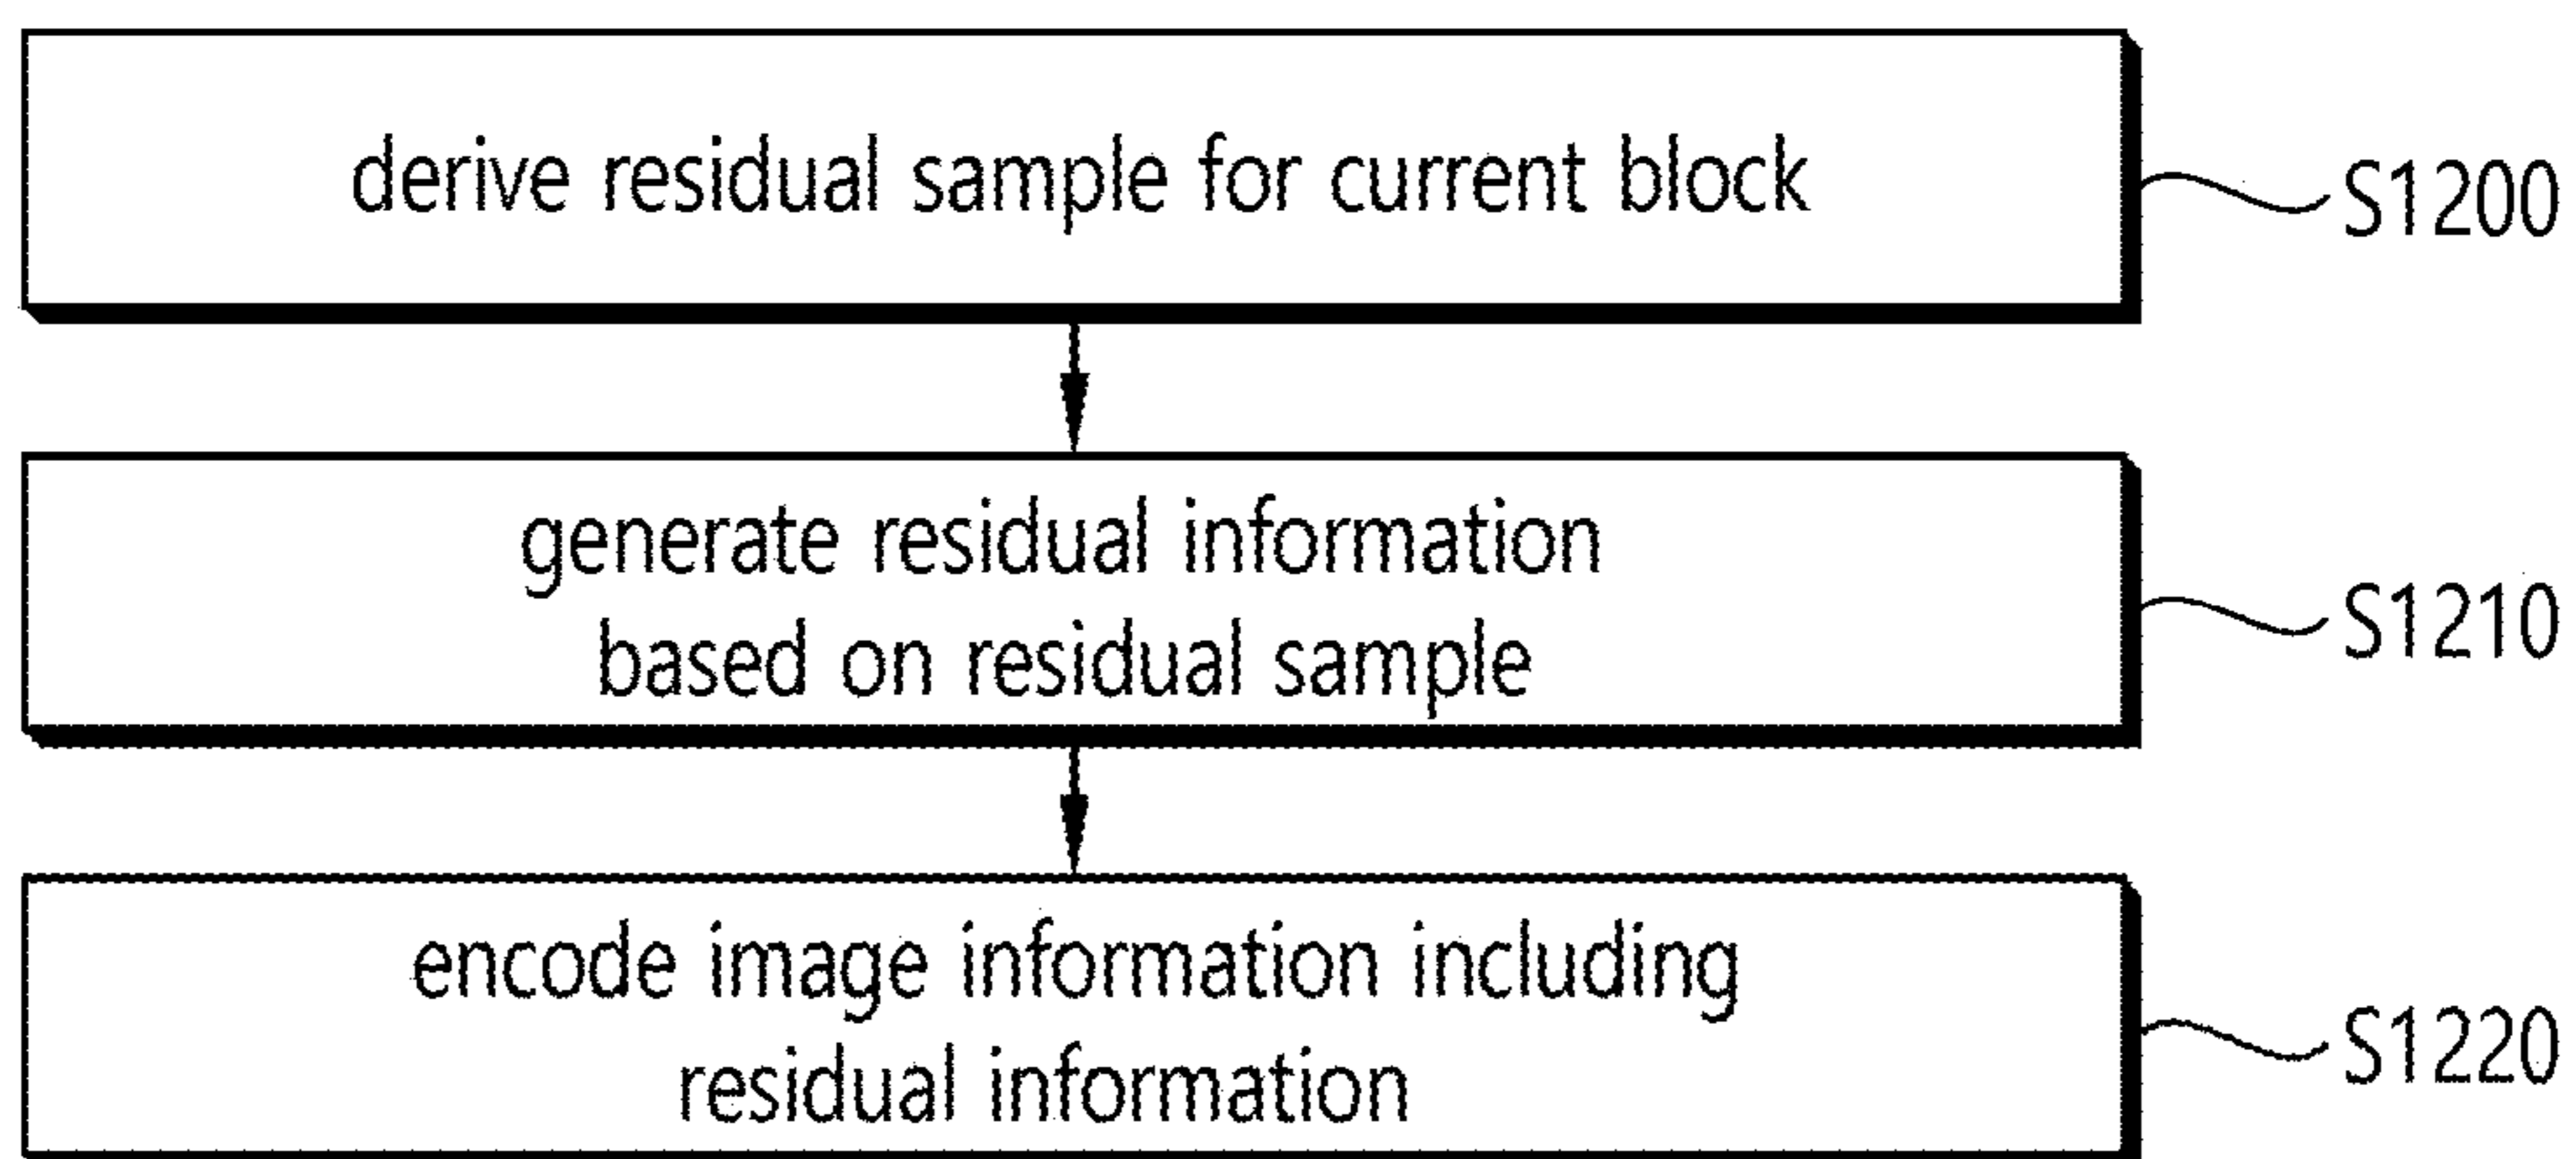 derive residual sample for current block
S1200
generate residual information
based on residual sample
S1210
encode image information including
residual information
S1220